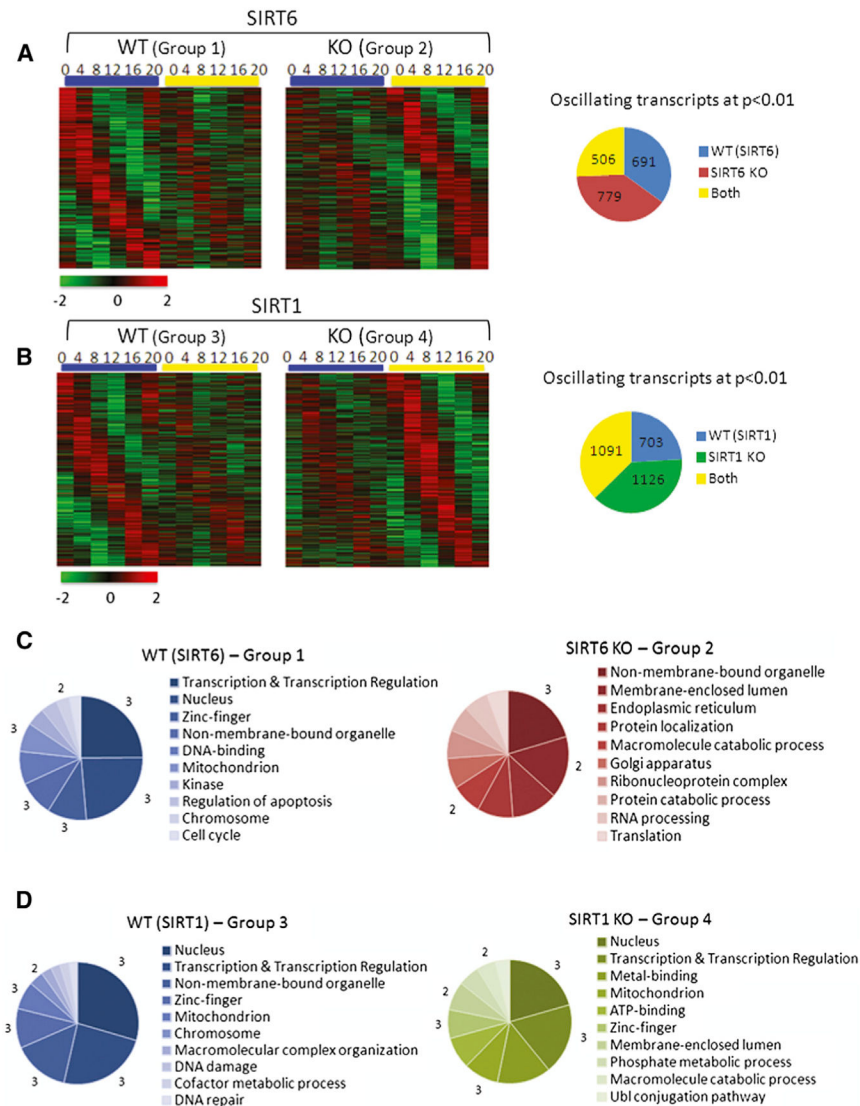 SIRT6
A
WT (Group 1)
KO (Group 2)
0 4 8 12 16 20 0 4 8 12 16 20
0 4 8 12 16 20 0 4 8 12 16 20
-2 0 2
Oscillating transcripts at p<0.01
506
691
779
WT (SIRT6)
SIRT6 KO
Both
SIRT1
B
WT (Group 3)
KO (Group 4)
0 4 8 12 16 20 0 4 8 12 16 20
0 4 8 12 16 20 0 4 8 12 16 20
-2 0 2
Oscillating transcripts at p<0.01
1091
703
1126
WT (SIRT1)
SIRT1 KO
Both
C
WT (SIRT6) – Group 1
2
3
3
3
3
3
Transcription & Transcription Regulation
Nucleus
Zinc-finger
Non-membrane-bound organelle
DNA-binding
Mitochondrion
Kinase
Regulation of apoptosis
Chromosome
Cell cycle
SIRT6 KO – Group 2
3
2
2
Non-membrane-bound organelle
Membrane-enclosed lumen
Endoplasmic reticulum
Protein localization
Macromolecule catabolic process
Golgi apparatus
Ribonucleoprotein complex
Protein catabolic process
RNA processing
Translation
D
WT (SIRT1) – Group 3
2
3
3
3
3
3
Nucleus
Transcription & Transcription Regulation
Non-membrane-bound organelle
Zinc-finger
Mitochondrion
Chromosome
Macromolecular complex organization
DNA damage
Cofactor metabolic process
DNA repair
SIRT1 KO – Group 4
2
3
2
3
3
3
Nucleus
Transcription & Transcription Regulation
Metal-binding
Mitochondrion
ATP-binding
Zinc-finger
Membrane-enclosed lumen
Phosphate metabolic process
Macromolecule catabolic process
Ubl conjugation pathway